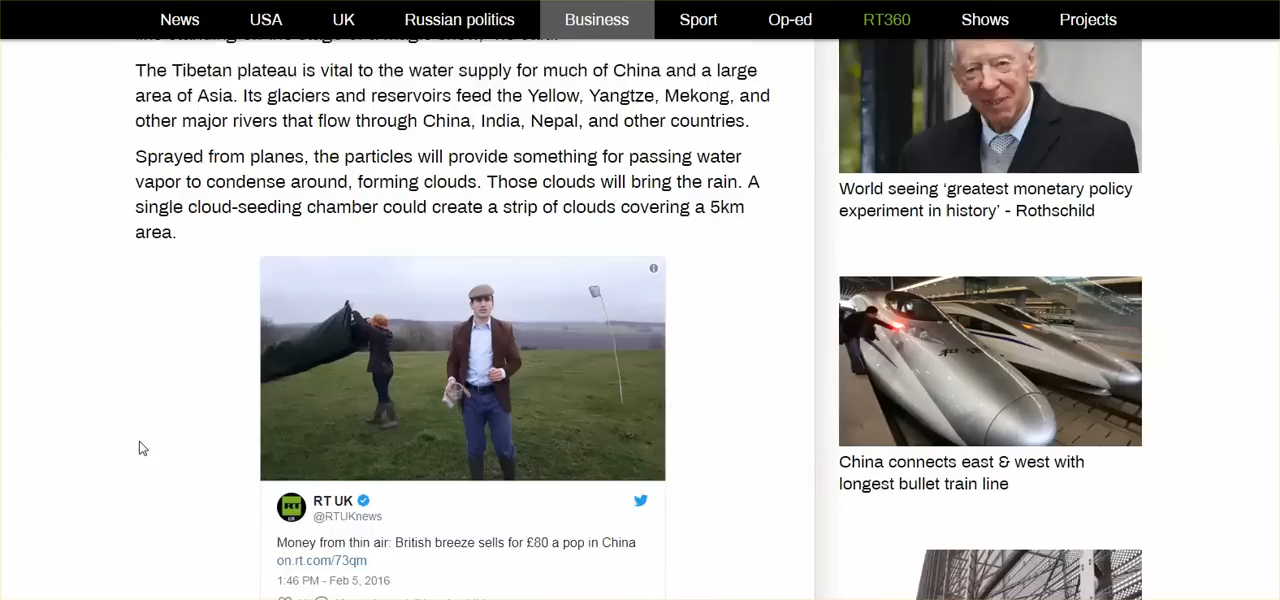 News USA UK Russian politics Business Sport Op-ed RT360 Shows Projects
The Tibetan plateau is vital to the water supply for much of China and a large
area of Asia. Its glaciers and reservoirs feed the Yellow, Yangtze, Mekong, and
other major rivers that flow through China, India, Nepal, and other countries.
Sprayed from planes, the particles will provide something for passing water
vapor to condense around, forming clouds. Those clouds will bring the rain. A
single cloud-seeding chamber could create a strip of clouds covering a 5km
area.
RT UK
@RTUKnews
Money from thin air: British breeze sells for £80 a pop in China
on.rt.com/73qm
1:46 PM - Feb 5, 2016
World seeing ‘greatest monetary policy
experiment in history’ - Rothschild
和
China connects east & west with
longest bullet train line